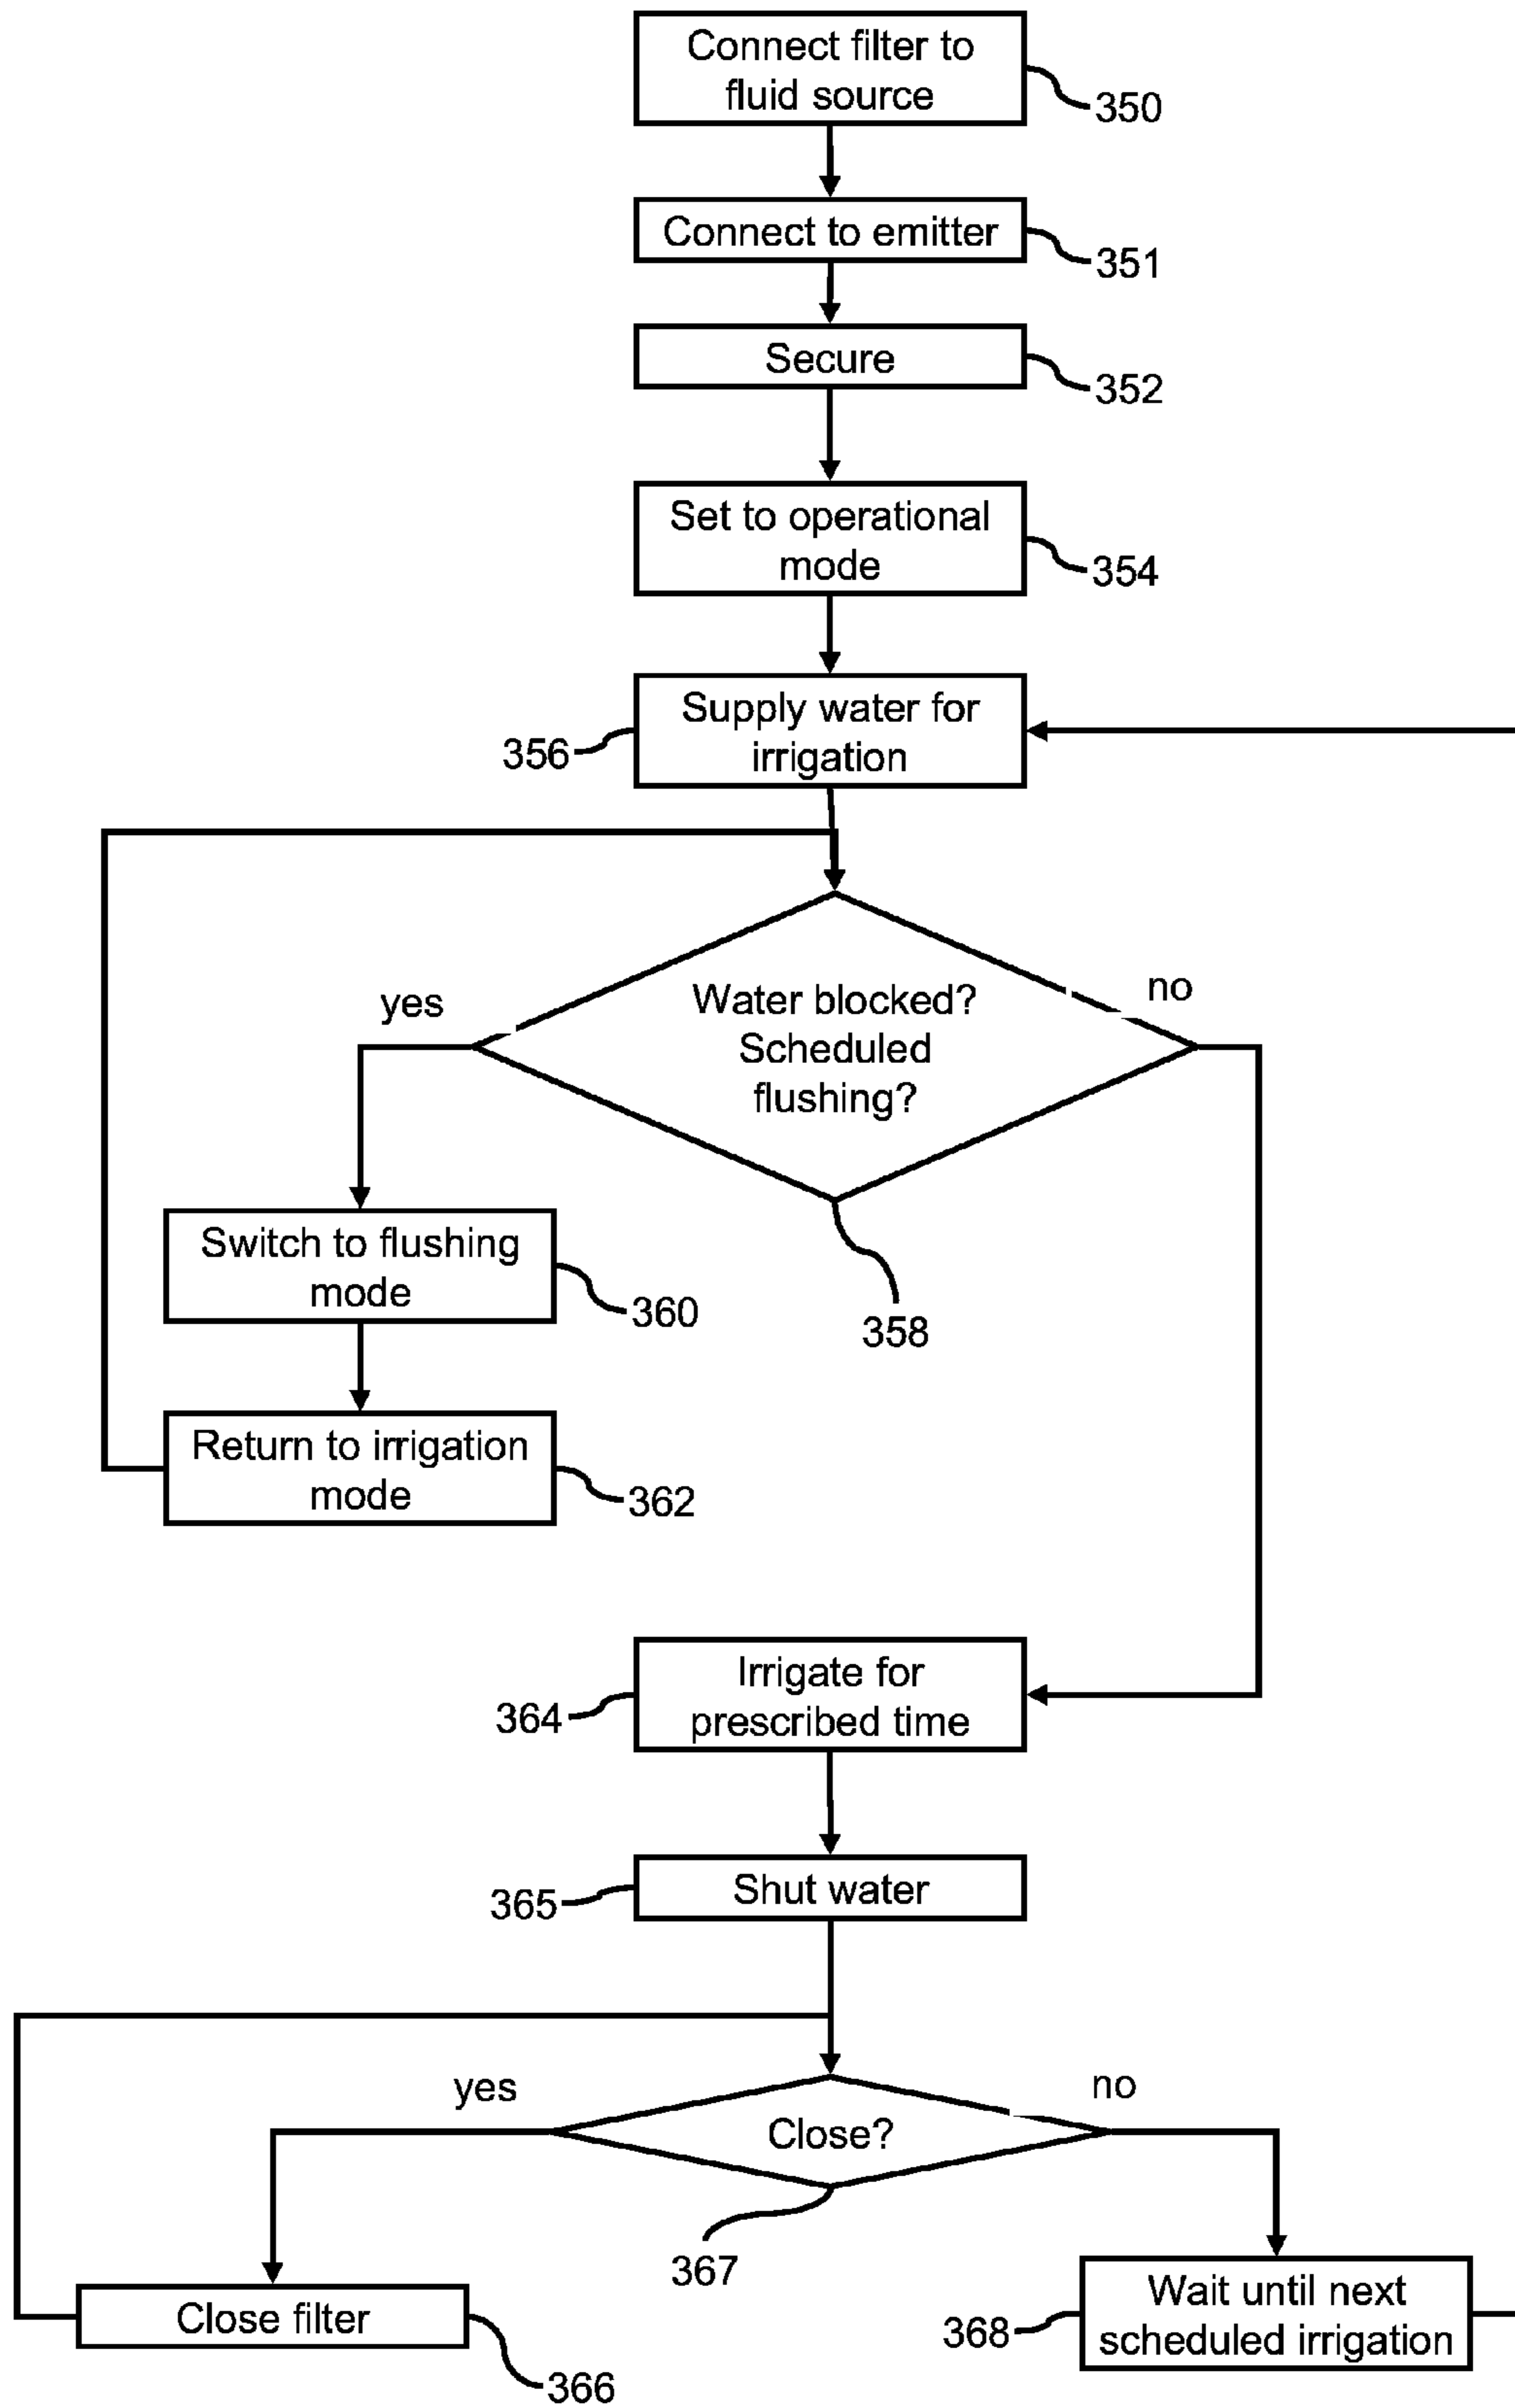 Connect filter to
fluid source
350
Connect to emitter
351
Secure
352
Set to operational
mode
354
Supply water for
irrigation
356
yes
Water blocked?
Scheduled
flushing?
no
358
Switch to flushing
mode
360
Return to irrigation
mode
362
Irrigate for
prescribed time
364
Shut water
365
yes
Close?
no
367
Close filter
366
Wait until next
scheduled irrigation
368